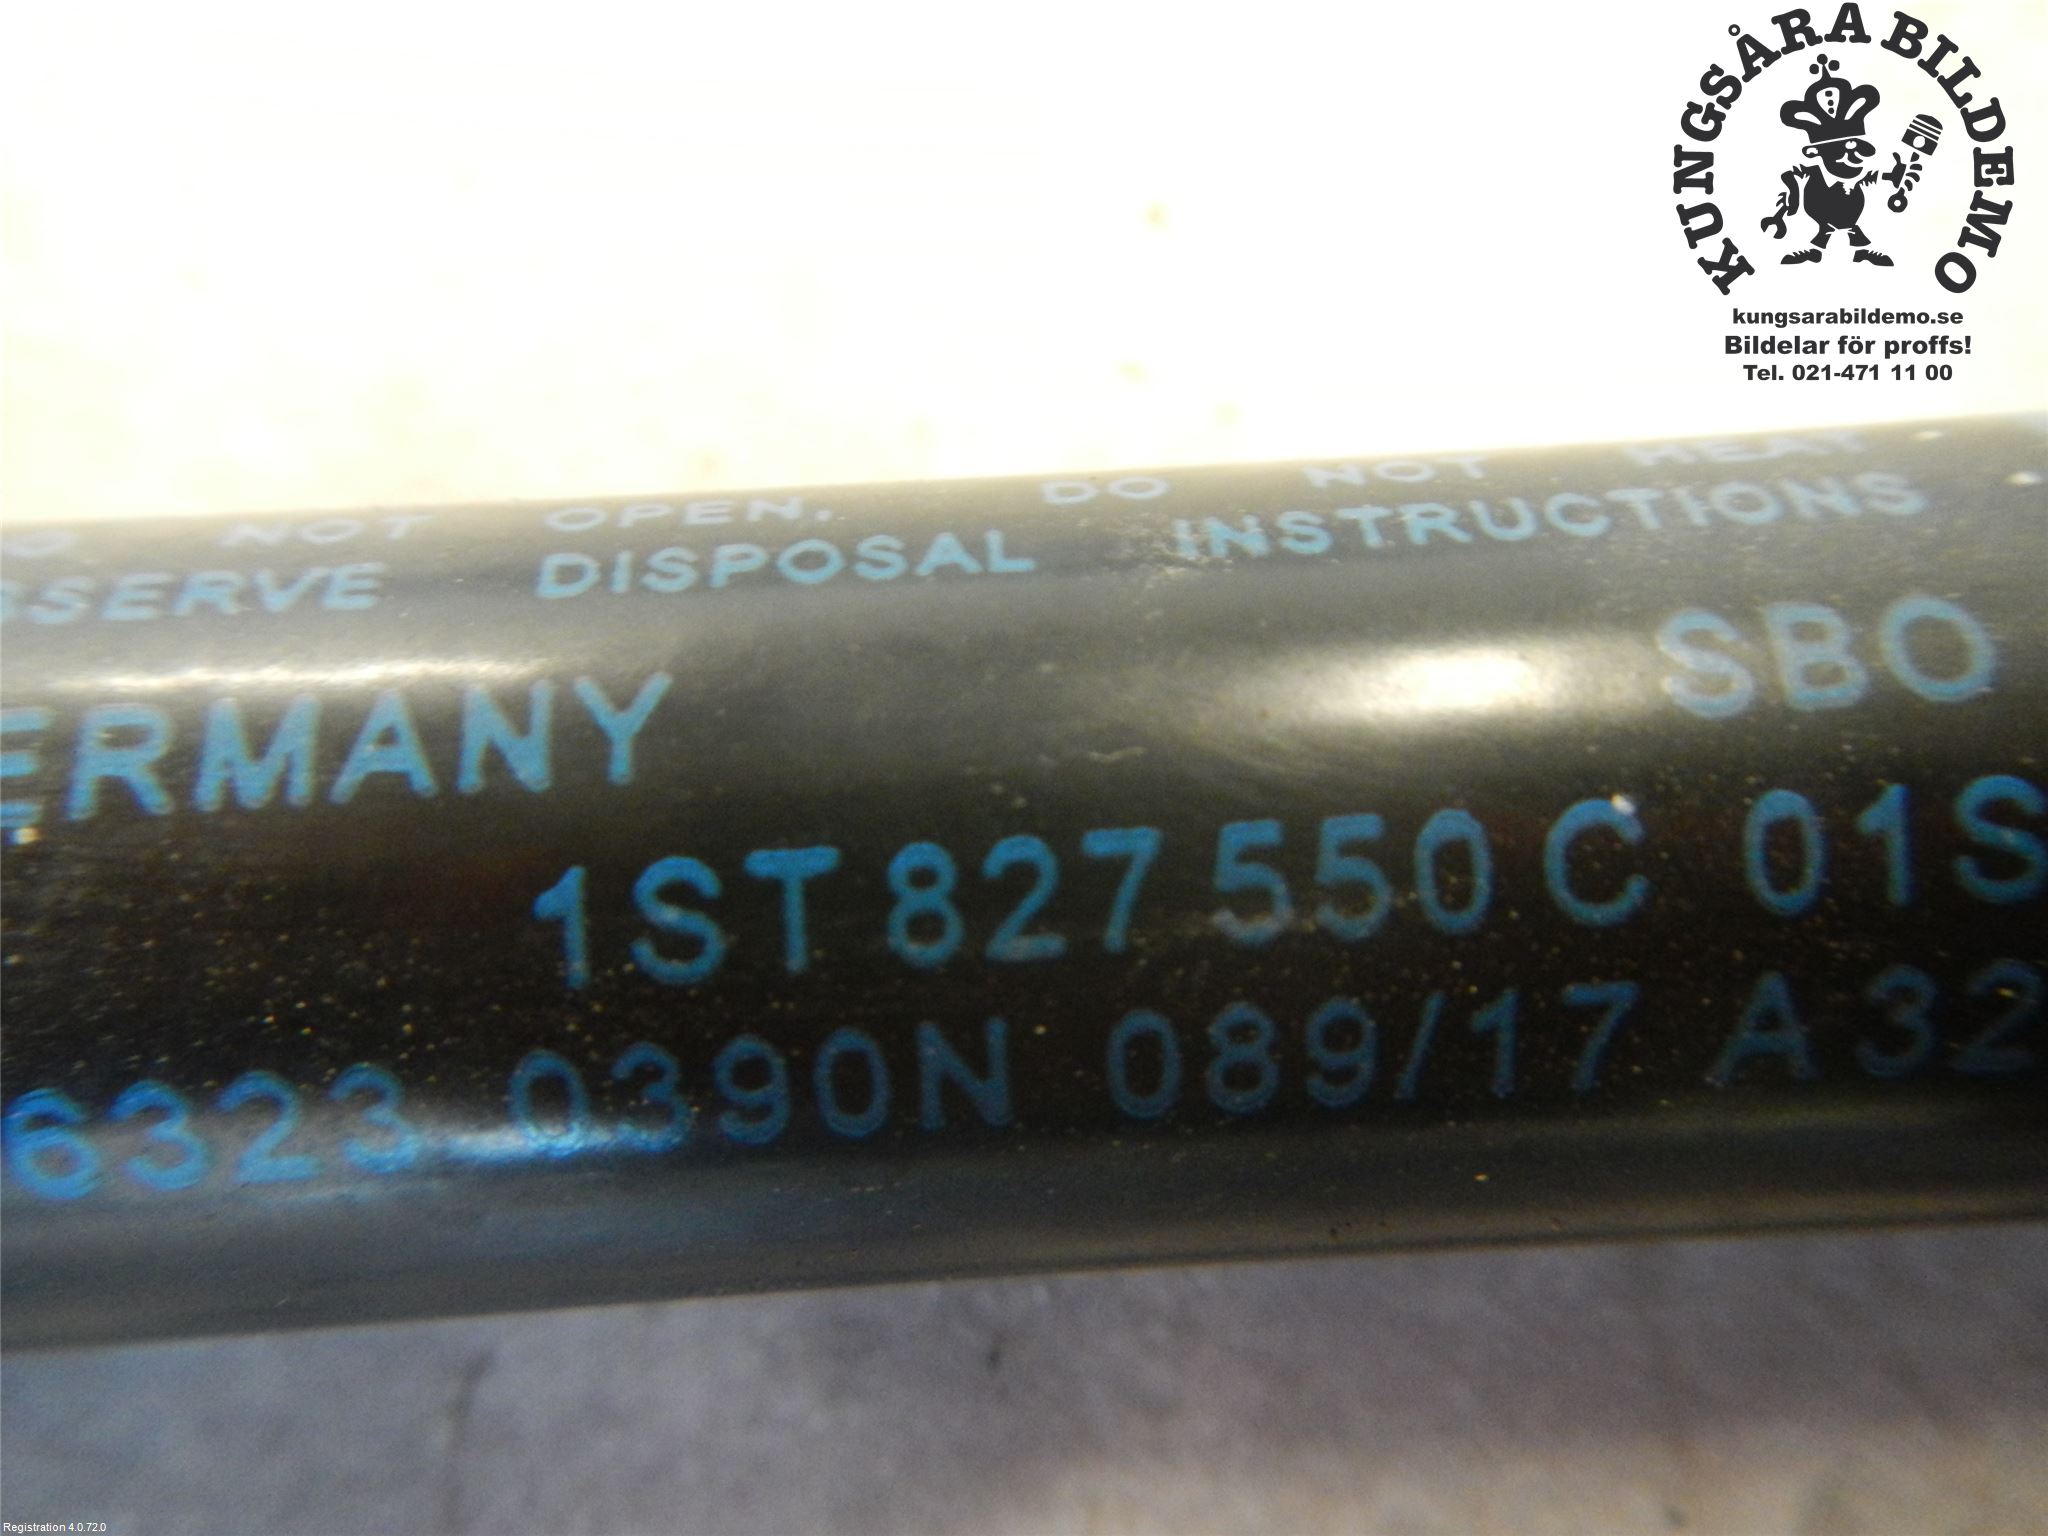 KUNGSÅRA BILDEMO
kungsarabildemo.se
Bildelar för proffs!
Tel. 021-471 11 00
O NOT OPEN. DO NOT HEAT
BSERVE DISPOSAL INSTRUCTIONS
ERMANY SBO
1ST 827 550 C 01S
6323 0390N 089/17 A32
Registration 4.0.72.0